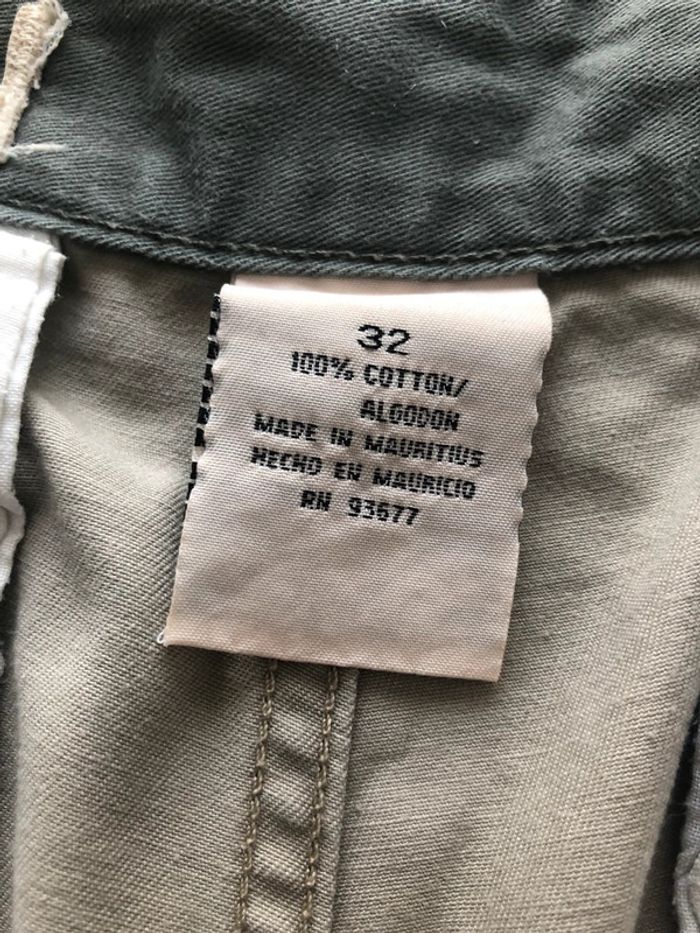 32
100% COTTON/
ALGODON
MADE IN MAURITIUS
HECHO EN MAURICIO
RN 93677